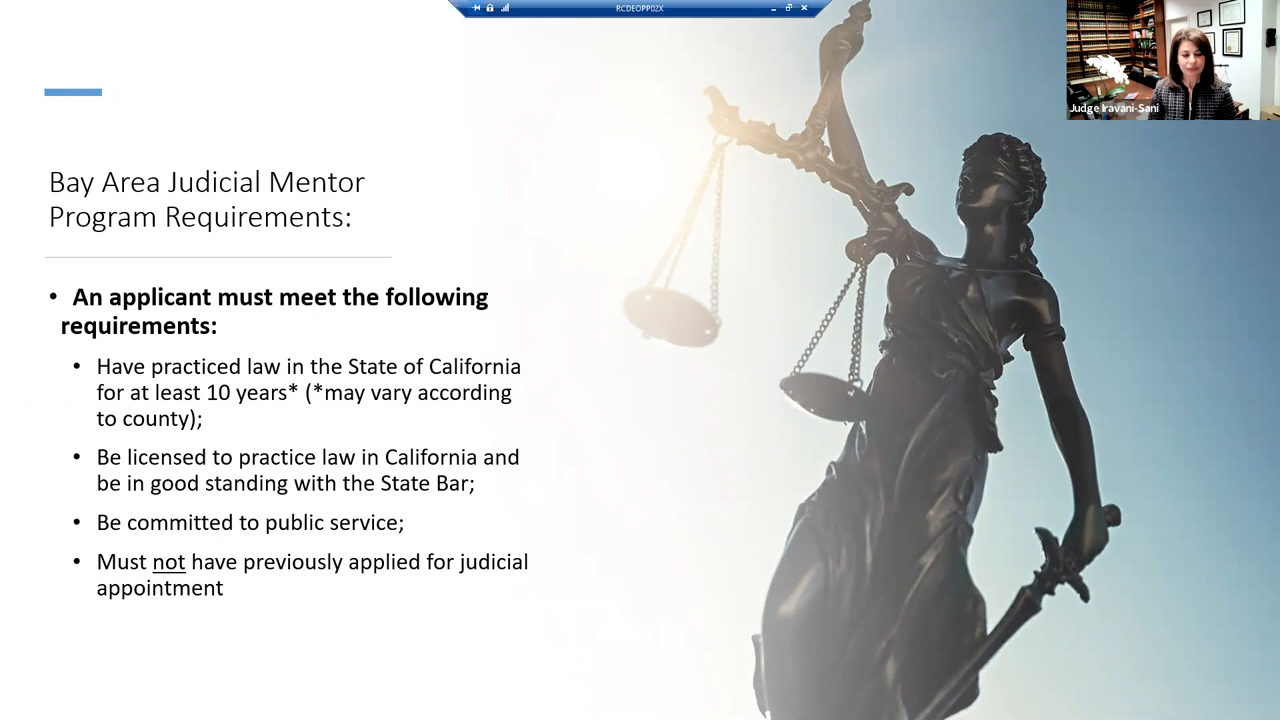 RCDEOPP02X
Judge Iravani-Sani
Bay Area Judicial Mentor
Program Requirements:
• An applicant must meet the following
requirements:
• Have practiced law in the State of California
for at least 10 years* (*may vary according
to county);
• Be licensed to practice law in California and
be in good standing with the State Bar;
• Be committed to public service;
• Must not have previously applied for judicial
appointment